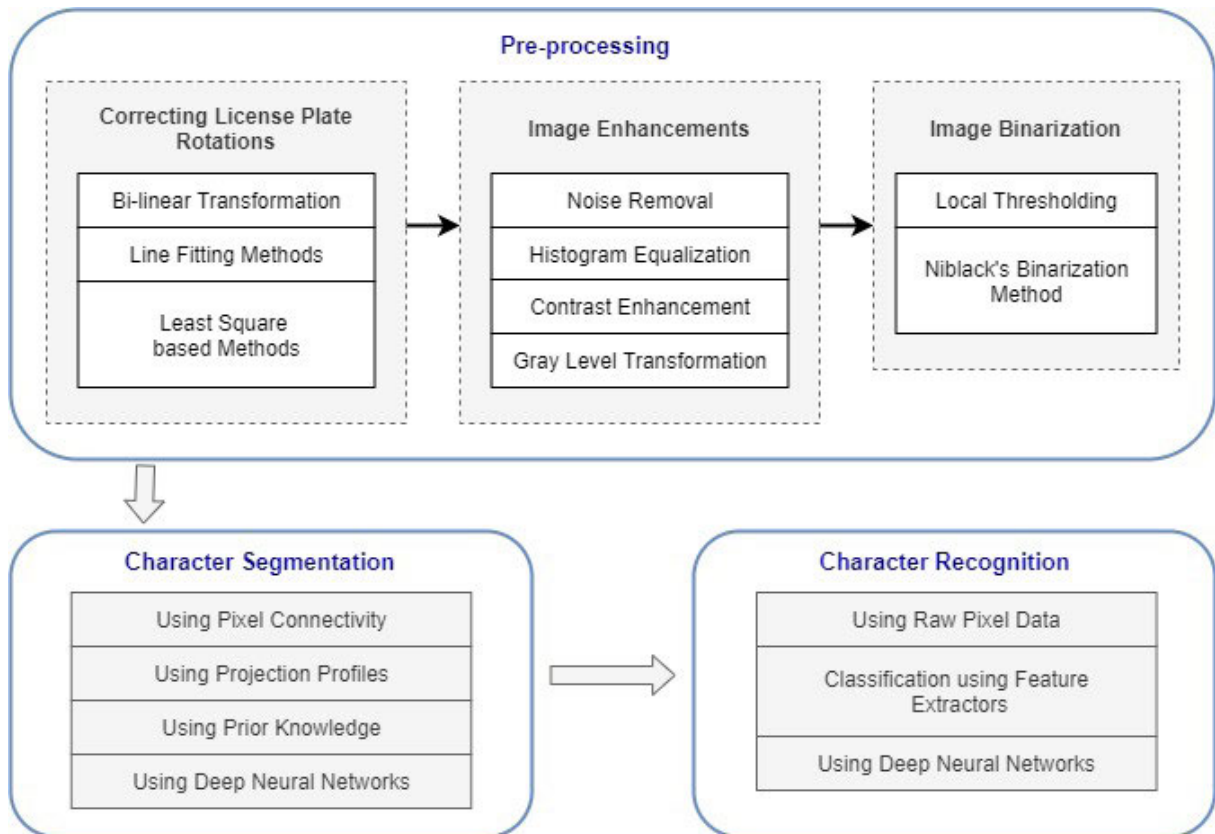 Pre-processing
Correcting License Plate
Rotations
Bi-linear Transformation
Line Fitting Methods
Least Square
based Methods
Image Enhancements
Noise Removal
Histogram Equalization
Contrast Enhancement
Gray Level Transformation
Image Binarization
Local Thresholding
Niblack's Binarization
Method
Character Segmentation
Using Pixel Connectivity
Using Projection Profiles
Using Prior Knowledge
Using Deep Neural Networks
Character Recognition
Using Raw Pixel Data
Classification using Feature
Extractors
Using Deep Neural Networks